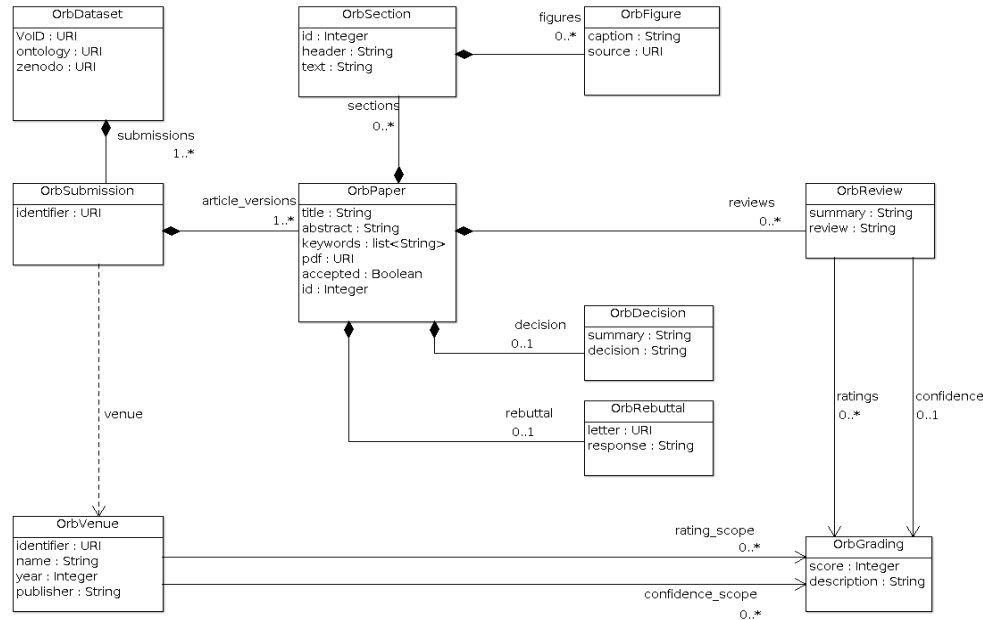 OrbDataset
VoID : URI
ontology : URI
zenodo : URI
OrbSection
id : Integer
header : String
text : String
figures
0..*
OrbFigure
caption : String
source : URI
submissions
1..*
sections
0..*
OrbSubmission
identifier : URI
article_versions
1..*
OrbPaper
title : String
abstract : String
keywords : list<String>
pdf : URI
accepted : Boolean
id : Integer
reviews
0..*
OrbReview
summary : String
review : String
decision
0..1
OrbDecision
summary : String
decision : String
venue
rebuttal
0..1
OrbRebuttal
letter : URI
response : String
ratings
0..*
confidence
0..1
OrbVenue
identifier : URI
name : String
year : Integer
publisher : String
rating_scope
0..*
confidence_scope
0..*
OrbGrading
score : Integer
description : String